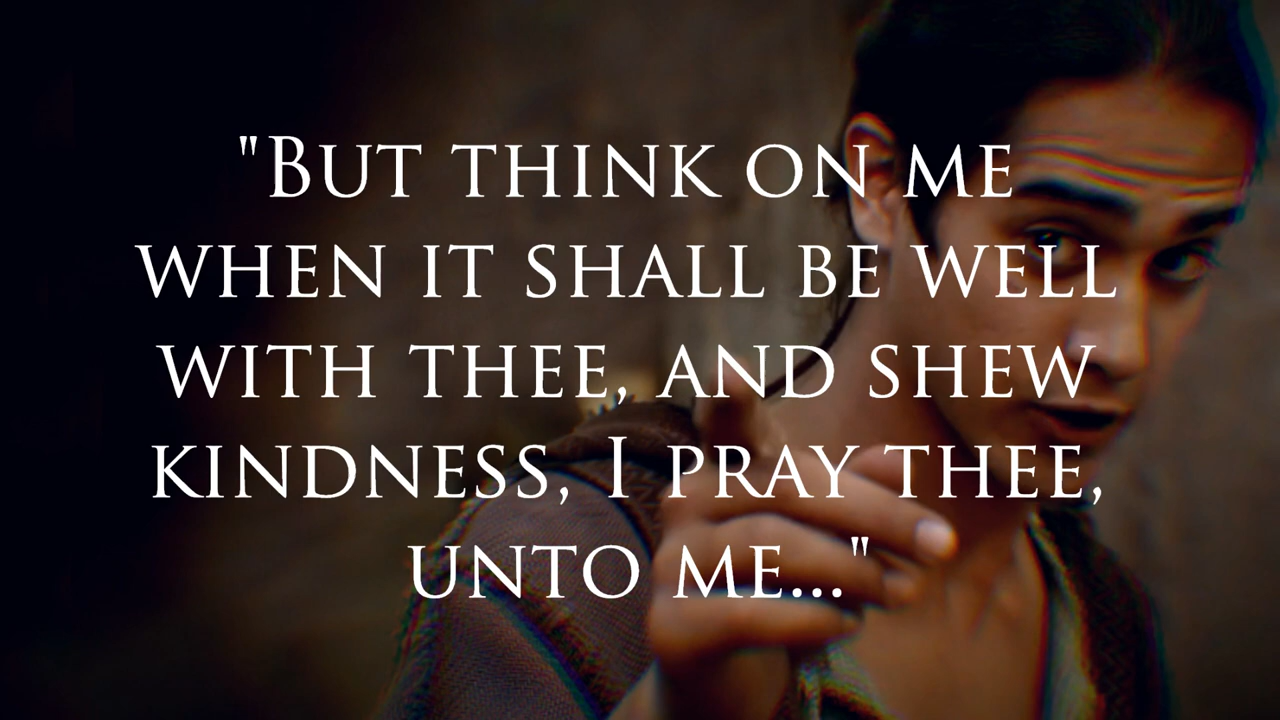 "But think on me
when it shall be well
with thee, and shew
kindness, I pray thee,
unto me..."